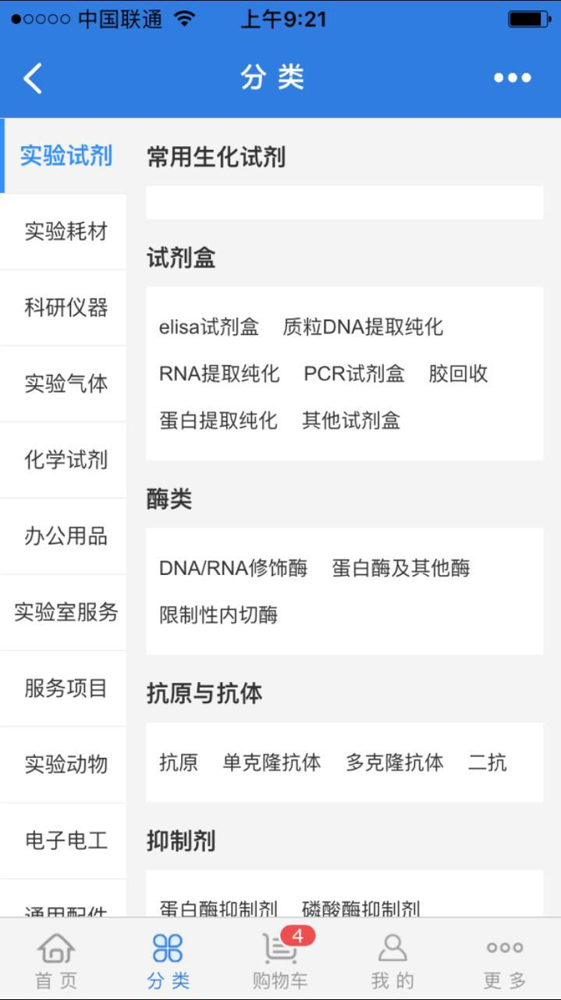 中国联通 上午9:21
分类
实验试剂
实验耗材
科研仪器
实验气体
化学试剂
办公用品
实验室服务
服务项目
实验动物
电子电工
通用配件
常用生化试剂
试剂盒
elisa试剂盒 质粒DNA提取纯化
RNA提取纯化 PCR试剂盒 胶回收
蛋白提取纯化 其他试剂盒
酶类
DNA/RNA修饰酶 蛋白酶及其他酶
限制性内切酶
抗原与抗体
抗原 单克隆抗体 多克隆抗体 二抗
抑制剂
蛋白酶抑制剂 磷酸酶抑制剂
4
首页 分类 购物车 我的 更多